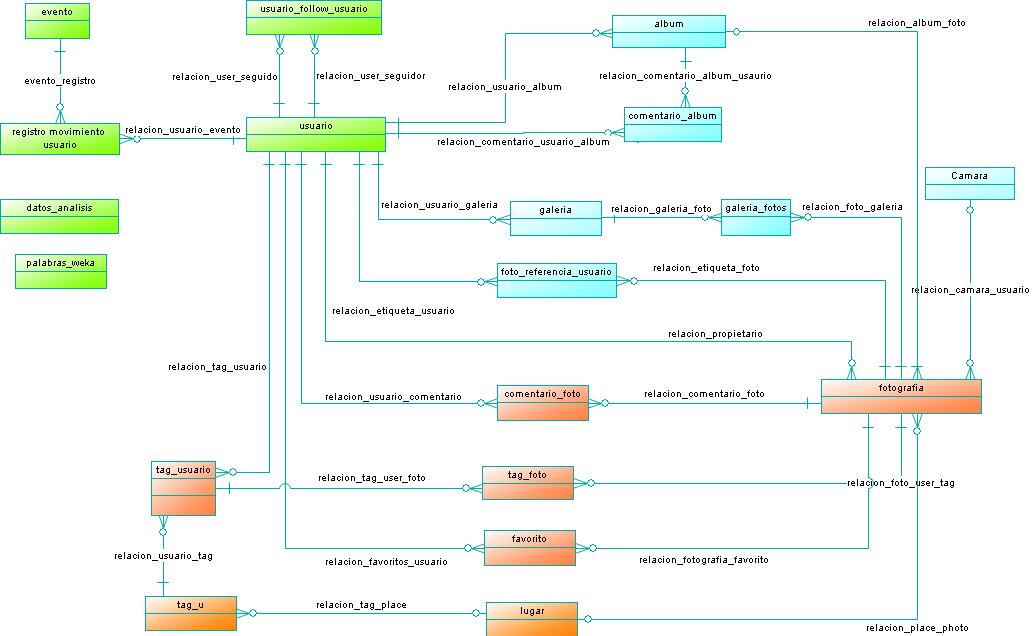 evento
usuario_follow_usuario
album
relacion_album_foto
evento_registro
relacion_user_seguido
relacion_user_seguidor
relacion_usuario_album
relacion_comentario_album_usaurio
registro movimiento
usuario
relacion_usuario_evento
usuario
comentario_album
relacion_comentario_usuario_album
Camara
datos_analisis
relacion_usuario_galeria
galeria
relacion_galeria_foto
galeria_fotos
relacion_foto_galeria
palabras_weka
foto_referencia_usuario
relacion_etiqueta_foto
relacion_camara_usuario
relacion_etiqueta_usuario
relacion_propietario
relacion_tag_usuario
relacion_usuario_comentario
comentario_foto
relacion_comentario_foto
fotografia
tag_usuario
relacion_tag_user_foto
tag_foto
relacion_foto_user_tag
relacion_usuario_tag
relacion_favoritos_usuario
favorito
relacion_fotografia_favorito
tag_u
relacion_tag_place
lugar
relacion_place_photo